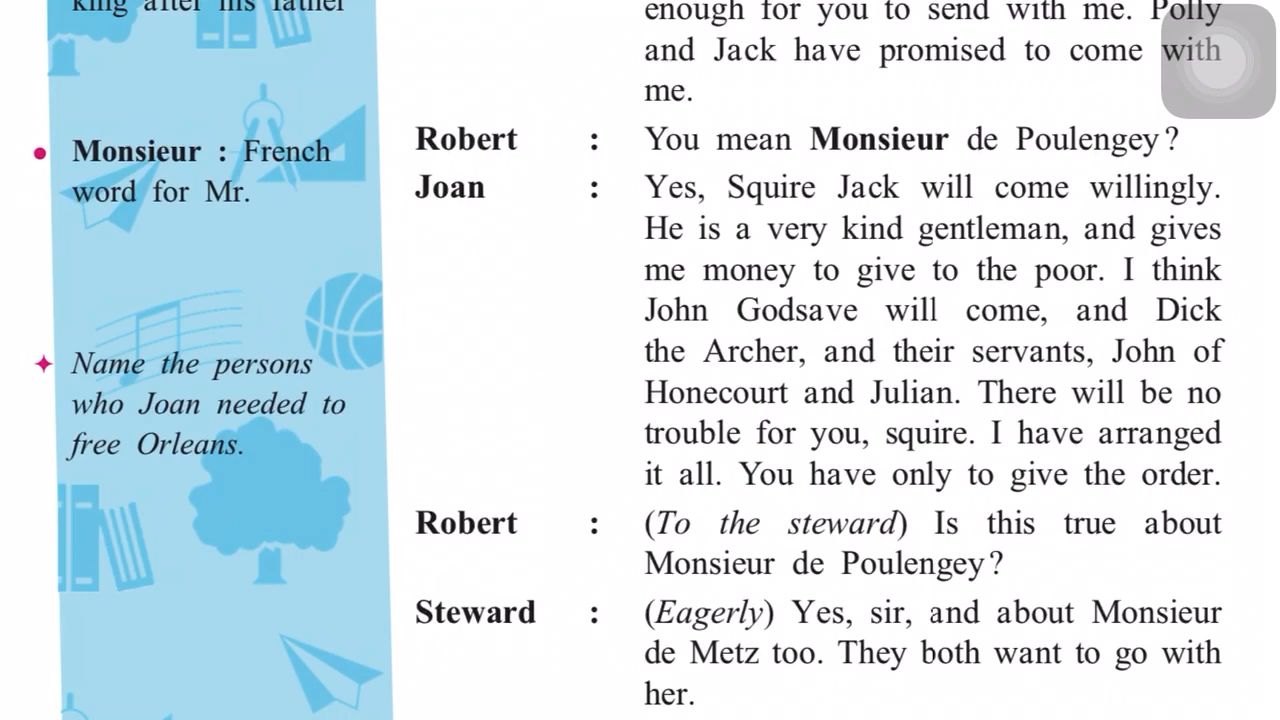 king after his father
Monsieur : French
word for Mr.
Name the persons
who Joan needed to
free Orleans.
enough for you to send with me. Polly
and Jack have promised to come with
me.
Robert : You mean Monsieur de Poulengey?
Joan : Yes, Squire Jack will come willingly.
He is a very kind gentleman, and gives
me money to give to the poor. I think
John Godsave will come, and Dick
the Archer, and their servants, John of
Honecourt and Julian. There will be no
trouble for you, squire. I have arranged
it all. You have only to give the order.
Robert : (To the steward) Is this true about
Monsieur de Poulengey?
Steward : (Eagerly) Yes, sir, and about Monsieur
de Metz too. They both want to go with
her.